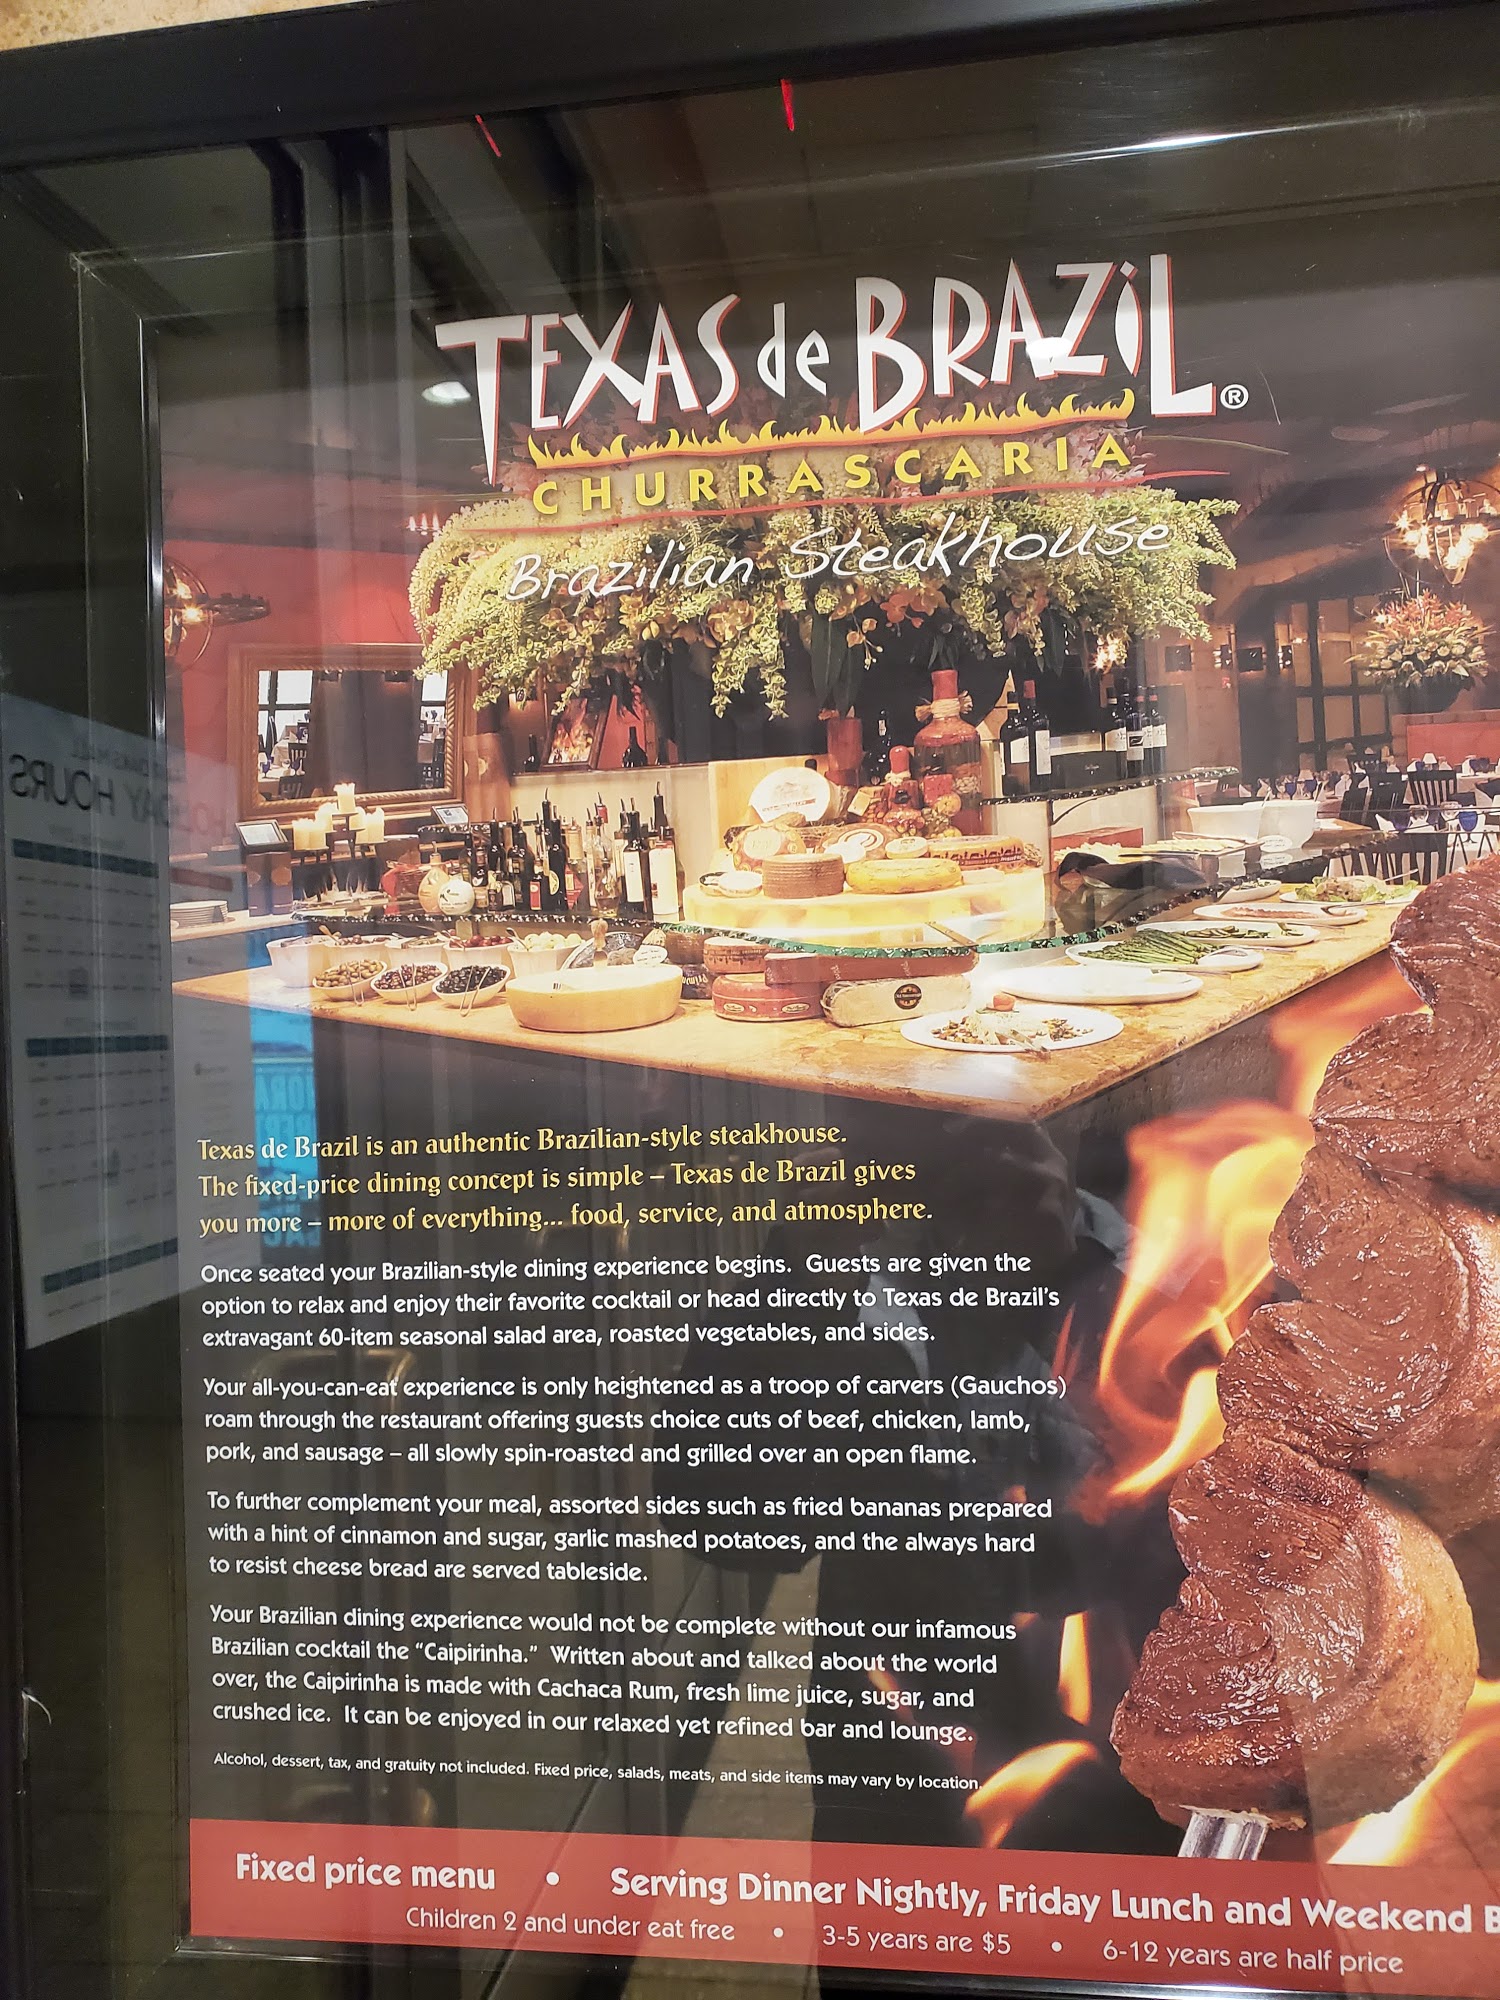 TEXAS de BRAZiL®
CHURRASCARIA
Brazilian Steakhouse
HOLIDAY HOURS
Texas de Brazil is an authentic Brazilian-style steakhouse.
The fixed-price dining concept is simple – Texas de Brazil gives
you more – more of everything... food, service, and atmosphere.
Once seated your Brazilian-style dining experience begins. Guests are given the
option to relax and enjoy their favorite cocktail or head directly to Texas de Brazil's
extravagant 60-item seasonal salad area, roasted vegetables, and sides.
Your all-you-can-eat experience is only heightened as a troop of carvers (Gauchos)
roam through the restaurant offering guests choice cuts of beef, chicken, lamb,
pork, and sausage – all slowly spin-roasted and grilled over an open flame.
To further complement your meal, assorted sides such as fried bananas prepared
with a hint of cinnamon and sugar, garlic mashed potatoes, and the always hard
to resist cheese bread are served tableside.
Your Brazilian dining experience would not be complete without our infamous
Brazilian cocktail the “Caipirinha.” Written about and talked about the world
over, the Caipirinha is made with Cachaca Rum, fresh lime juice, sugar, and
crushed ice. It can be enjoyed in our relaxed yet refined bar and lounge.
Alcohol, dessert, tax, and gratuity not included. Fixed price, salads, meats, and side items may vary by location.
Fixed price menu • Serving Dinner Nightly, Friday Lunch and Weekend B
Children 2 and under eat free • 3-5 years are $5 • 6-12 years are half price